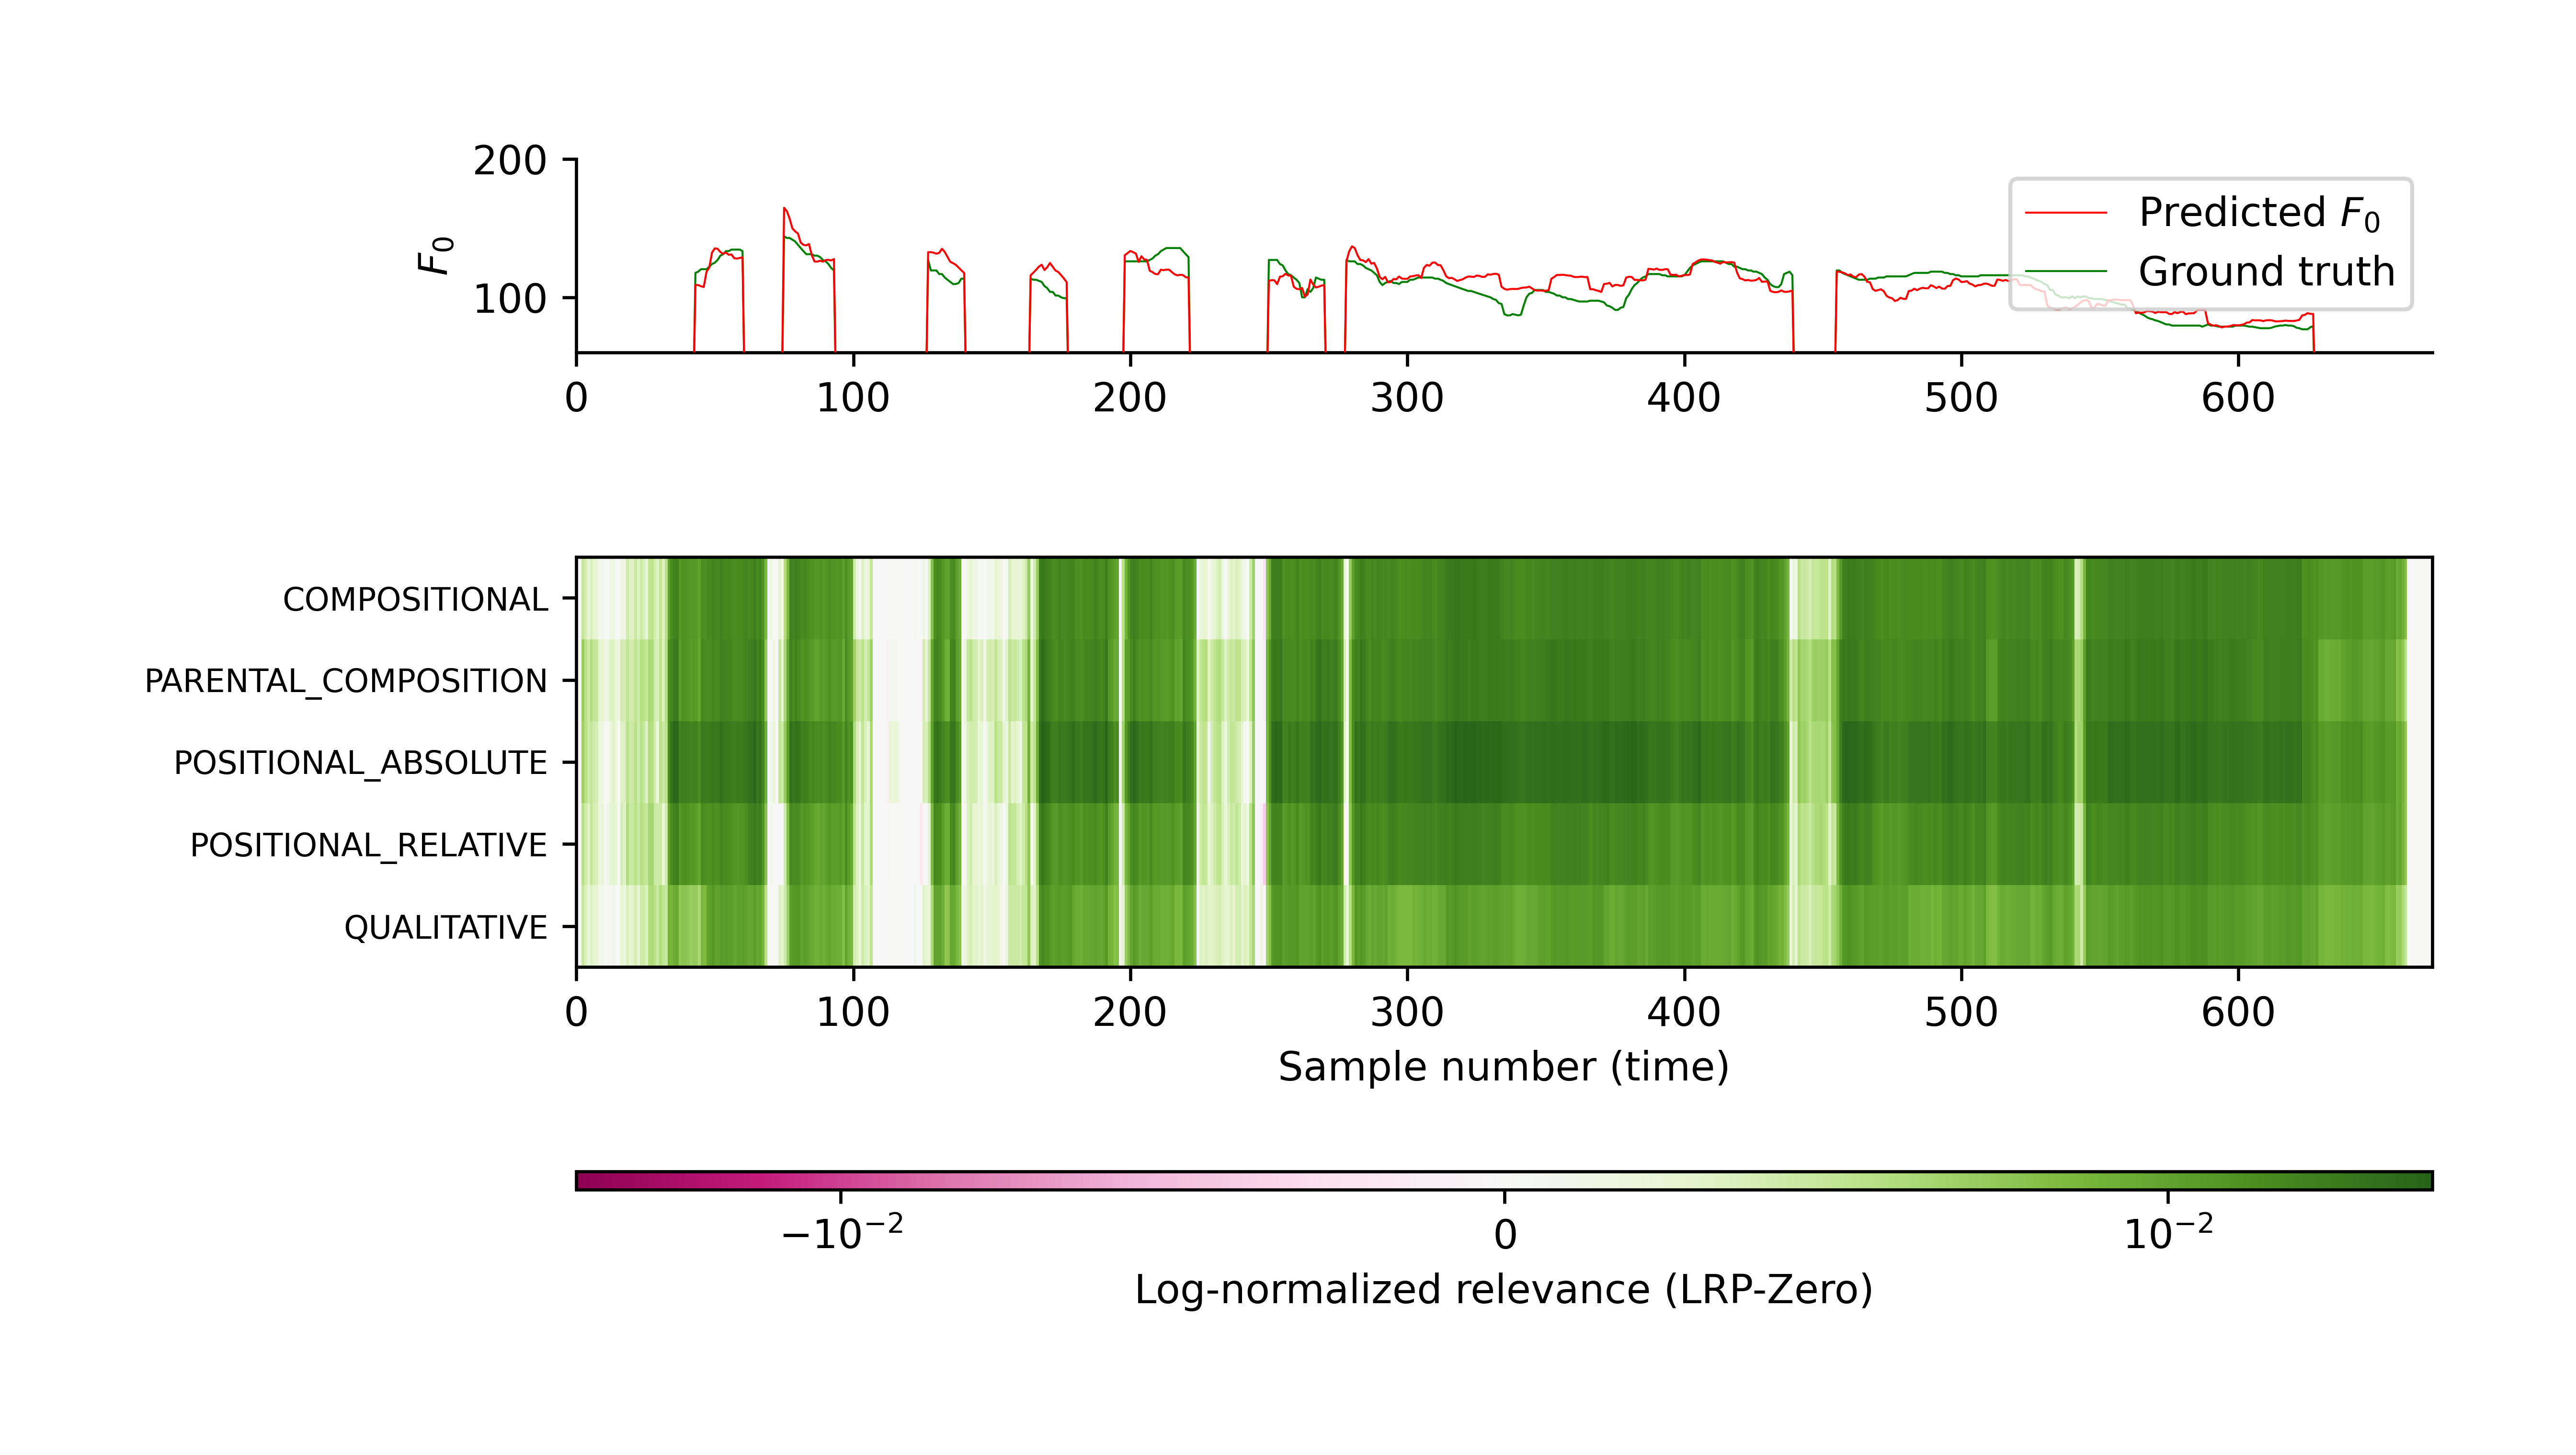 200
100
F₀
Predicted F₀
Ground truth
0 100 200 300 400 500 600
COMPOSITIONAL
PARENTAL_COMPOSITION
POSITIONAL_ABSOLUTE
POSITIONAL_RELATIVE
QUALITATIVE
0 100 200 300 400 500 600
Sample number (time)
−10⁻² 0 10⁻²
Log-normalized relevance (LRP-Zero)